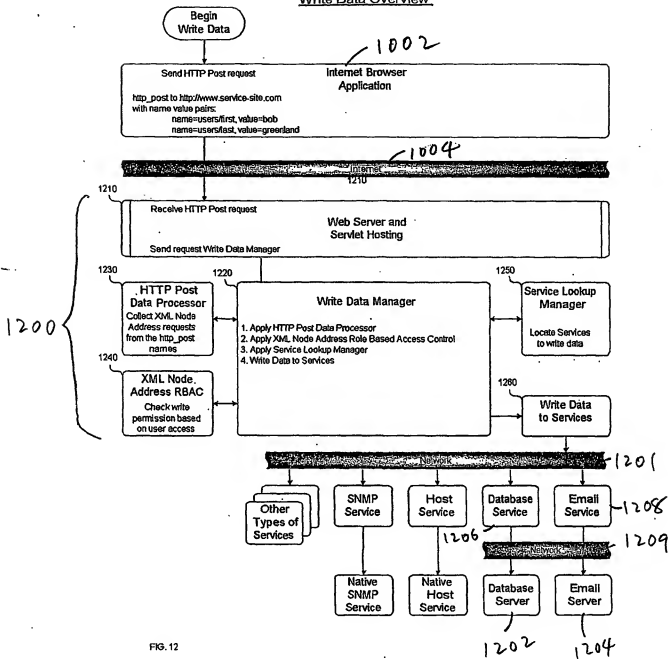 Write Data Overview
Begin
Write Data
1002
Send HTTP Post request
Internet Browser
Application
http_post to http://www.service-site.com
with name value pairs:
name=users/first, value=bob
name=users/last, value=greenland
1004
Internet
1210
1210
Receive HTTP Post request
Web Server and
Servlet Hosting
Send request Write Data Manager
1200
1230
HTTP Post
Data Processor
Collect XML Node
Address requests
from the http_post
names
1220
Write Data Manager
1. Apply HTTP Post Data Processor
2. Apply XML Node Address Role Based Access Control
3. Apply Service Lookup Manager
4. Write Data to Services
1250
Service Lookup
Manager
Locate Services
to write data
1240
XML Node
Address RBAC
Check write
permission based
on user access
1260
Write Data
to Services
Network
1201
Other
Types of
Services
SNMP
Service
Host
Service
Database
Service
1206
Email
Service
1208
Network
1209
Native
SNMP
Service
Native
Host
Service
Database
Server
Email
Server
1202
1204
FIG. 12